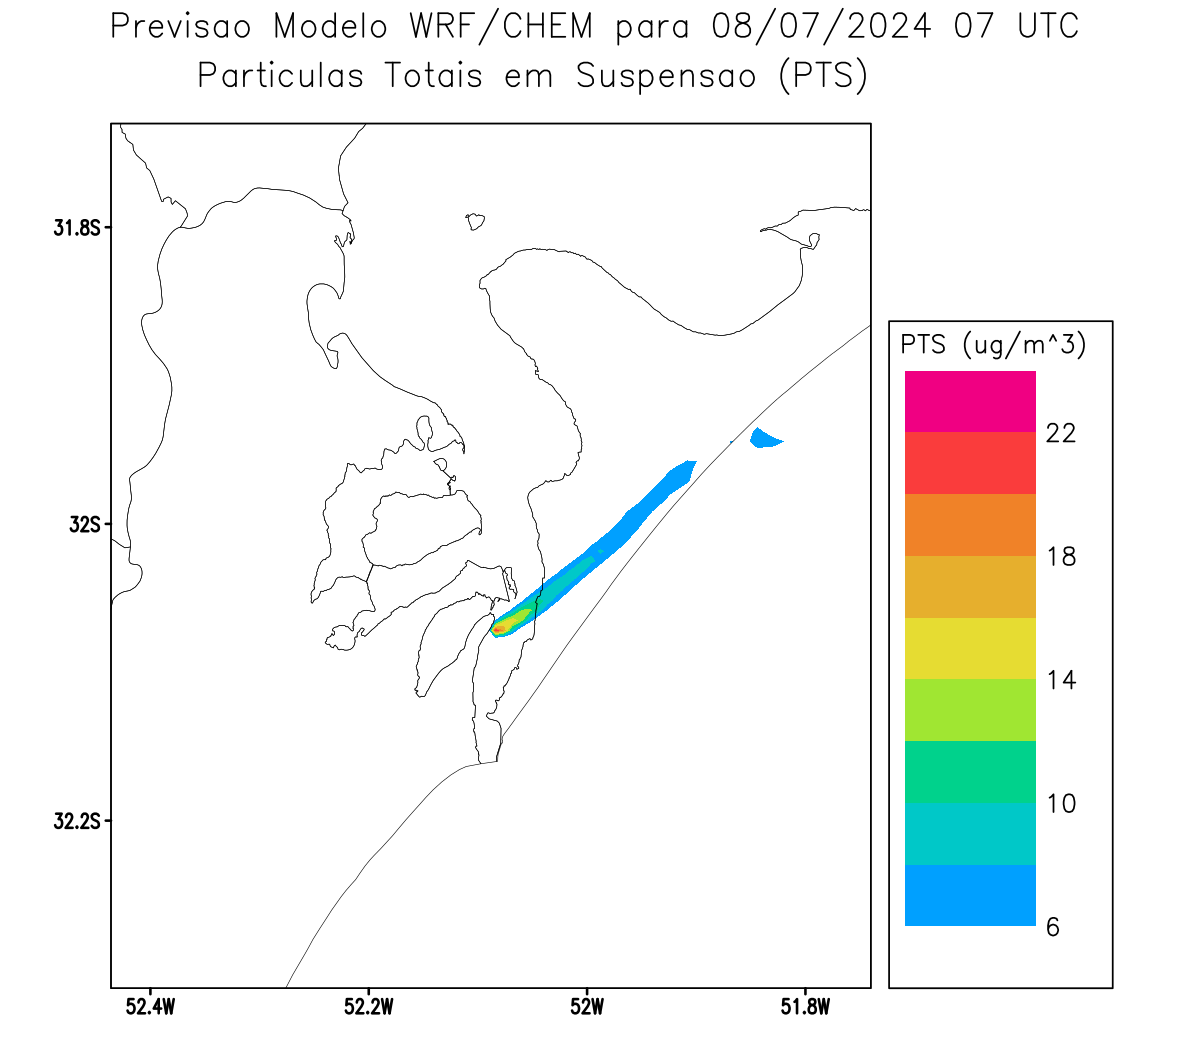 Previsao Modelo WRF/CHEM para 08/07/2024 07 UTC
Particulas Totais em Suspensao (PTS)
31.8S
32S
32.2S
52.4W
52.2W
52W
51.8W
PTS (ug/m^3)
22
18
14
10
6